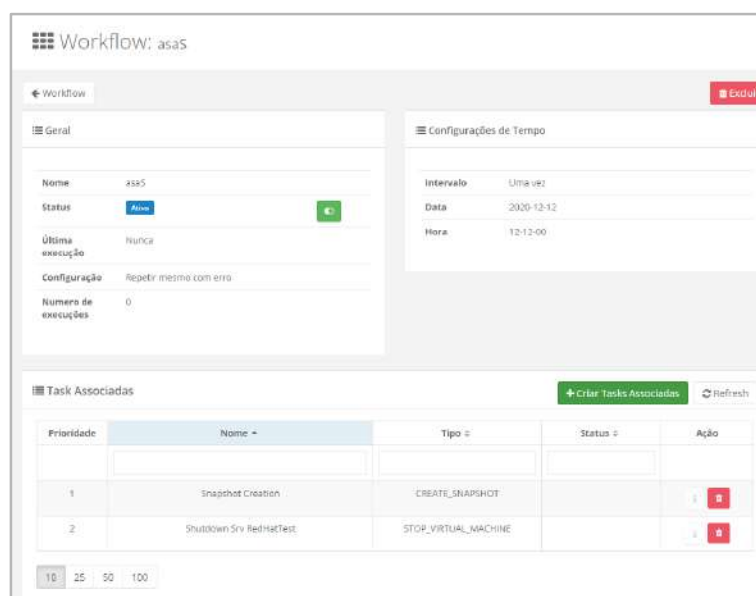 Workflow: asaS
Workflow
Exclui
Geral
Configurações de Tempo
Nome asaS
Status Ativo
Última execução Nunca
Configuração Repetir mesmo com erro
Numero de execuções 0
Intervalo Uma vez
Data 2020-12-12
Hora 12-12-00
Task Associadas
Criar Tasks Associadas
Refresh
Prioridade Nome Tipo Status Ação
1 Snapshot Creation CREATE_SNAPSHOT
2 Shutdown Srv RedHatTest STOP_VIRTUAL_MACHINE
10 25 50 100